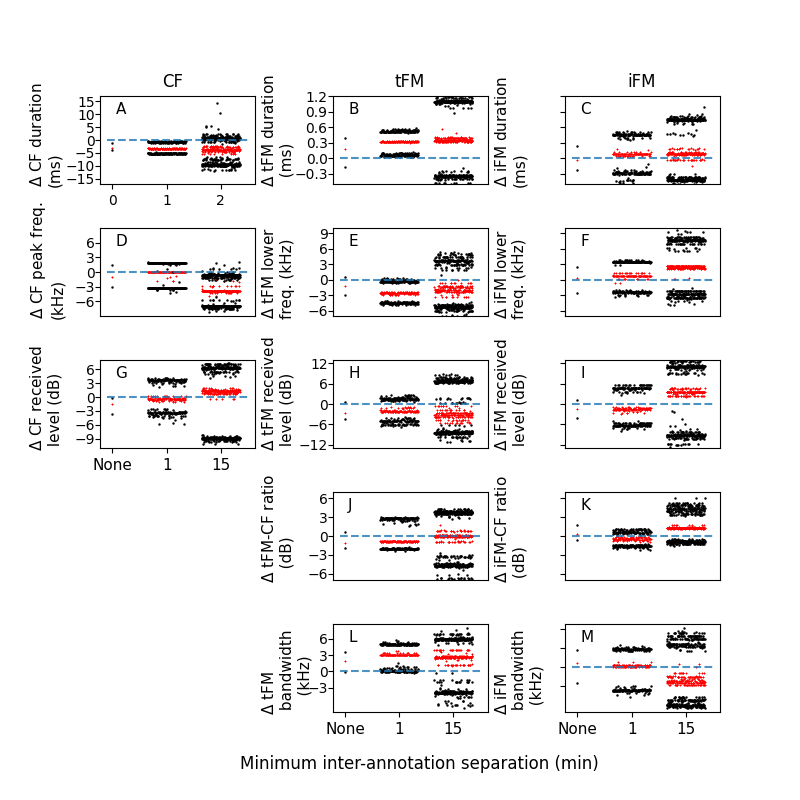 CF tFM iFM
Δ CF duration
(ms)
15
10
5
0
−5
−10
−15
A
0 1 2
Δ tFM duration
(ms)
1.2
0.9
0.6
0.3
0.0
−0.3
B
Δ iFM duration
(ms)
C
Δ CF peak freq.
(kHz)
6
3
0
−3
−6
D
Δ tFM lower
freq. (kHz)
9
6
3
0
−3
−6
E
Δ iFM lower
freq. (kHz)
F
Δ CF received
level (dB)
6
3
0
−3
−6
−9
G
None 1 15
Δ tFM received
level (dB)
12
6
0
−6
−12
H
Δ iFM received
level (dB)
I
Δ tFM-CF ratio
(dB)
6
3
0
−3
−6
J
Δ iFM-CF ratio
(dB)
K
Δ tFM
bandwidth
(kHz)
6
3
0
−3
L
None 1 15
Δ iFM
bandwidth
(kHz)
M
None 1 15
Minimum inter-annotation separation (min)